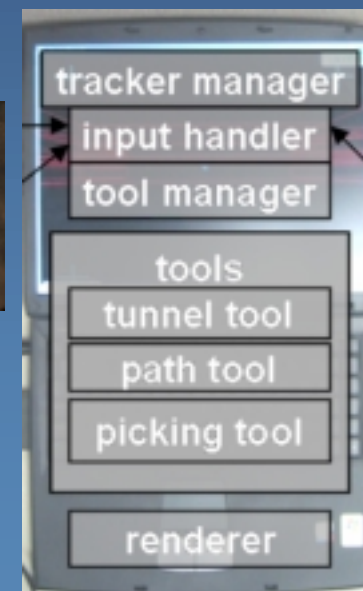 tracker manager
input handler
tool manager
tools
tunnel tool
path tool
picking tool
renderer